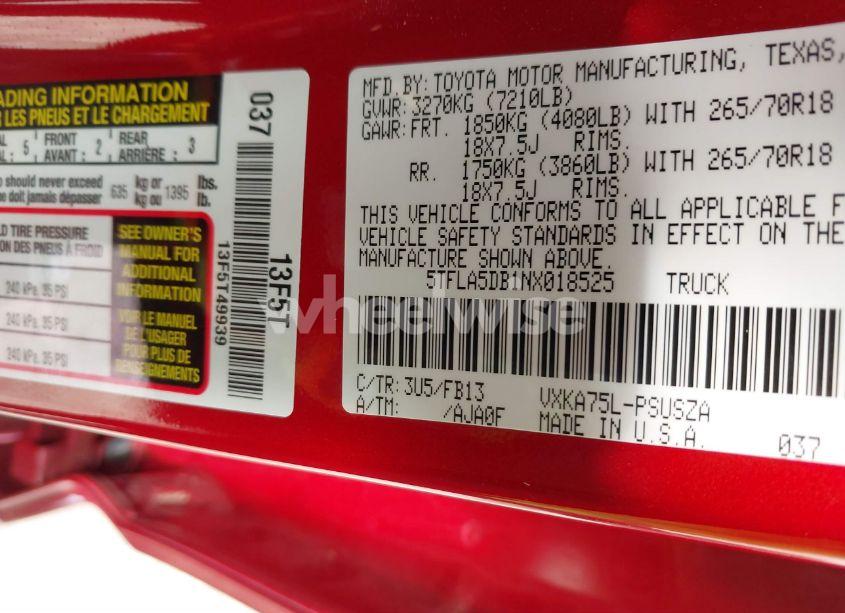 ADING INFORMATION
R LES PNEUS ET LE CHARGEMENT
AL : 5 FRONT AVANT : 2 REAR ARRIÈRE : 3
o should never exceed 635 kg or 1395 lbs.
ne doit jamais dépasser kg ou lb.
LD TIRE PRESSURE
ION DES PNEUS À FROID
240 kPa, 35 PSI
240 kPa, 35 PSI
240 kPa, 35 PSI
SEE OWNER'S
MANUAL FOR
ADDITIONAL
INFORMATION
VOIR LE MANUEL
DE L'USAGER
POUR PLUS DE
RENSEIGNEMENTS
037
13F5T49939
13F5T
MFD.BY:TOYOTA MOTOR MANUFACTURING, TEXAS,
GVWR:3270KG (7210LB)
GAWR:FRT. 1850KG (4080LB) WITH 265/70R18
18X7.5J RIMS.
RR. 1750KG (3860LB) WITH 265/70R18
18X7.5J RIMS.
THIS VEHICLE CONFORMS TO ALL APPLICABLE F
VEHICLE SAFETY STANDARDS IN EFFECT ON THE
MANUFACTURE SHOWN ABOVE.
5TFLA5DB1NX018525 TRUCK
wheelwise
C/TR:3U5/FB13 VXKA75L-PSUSZA
A/TM: /AJA0F MADE IN U.S.A. 037